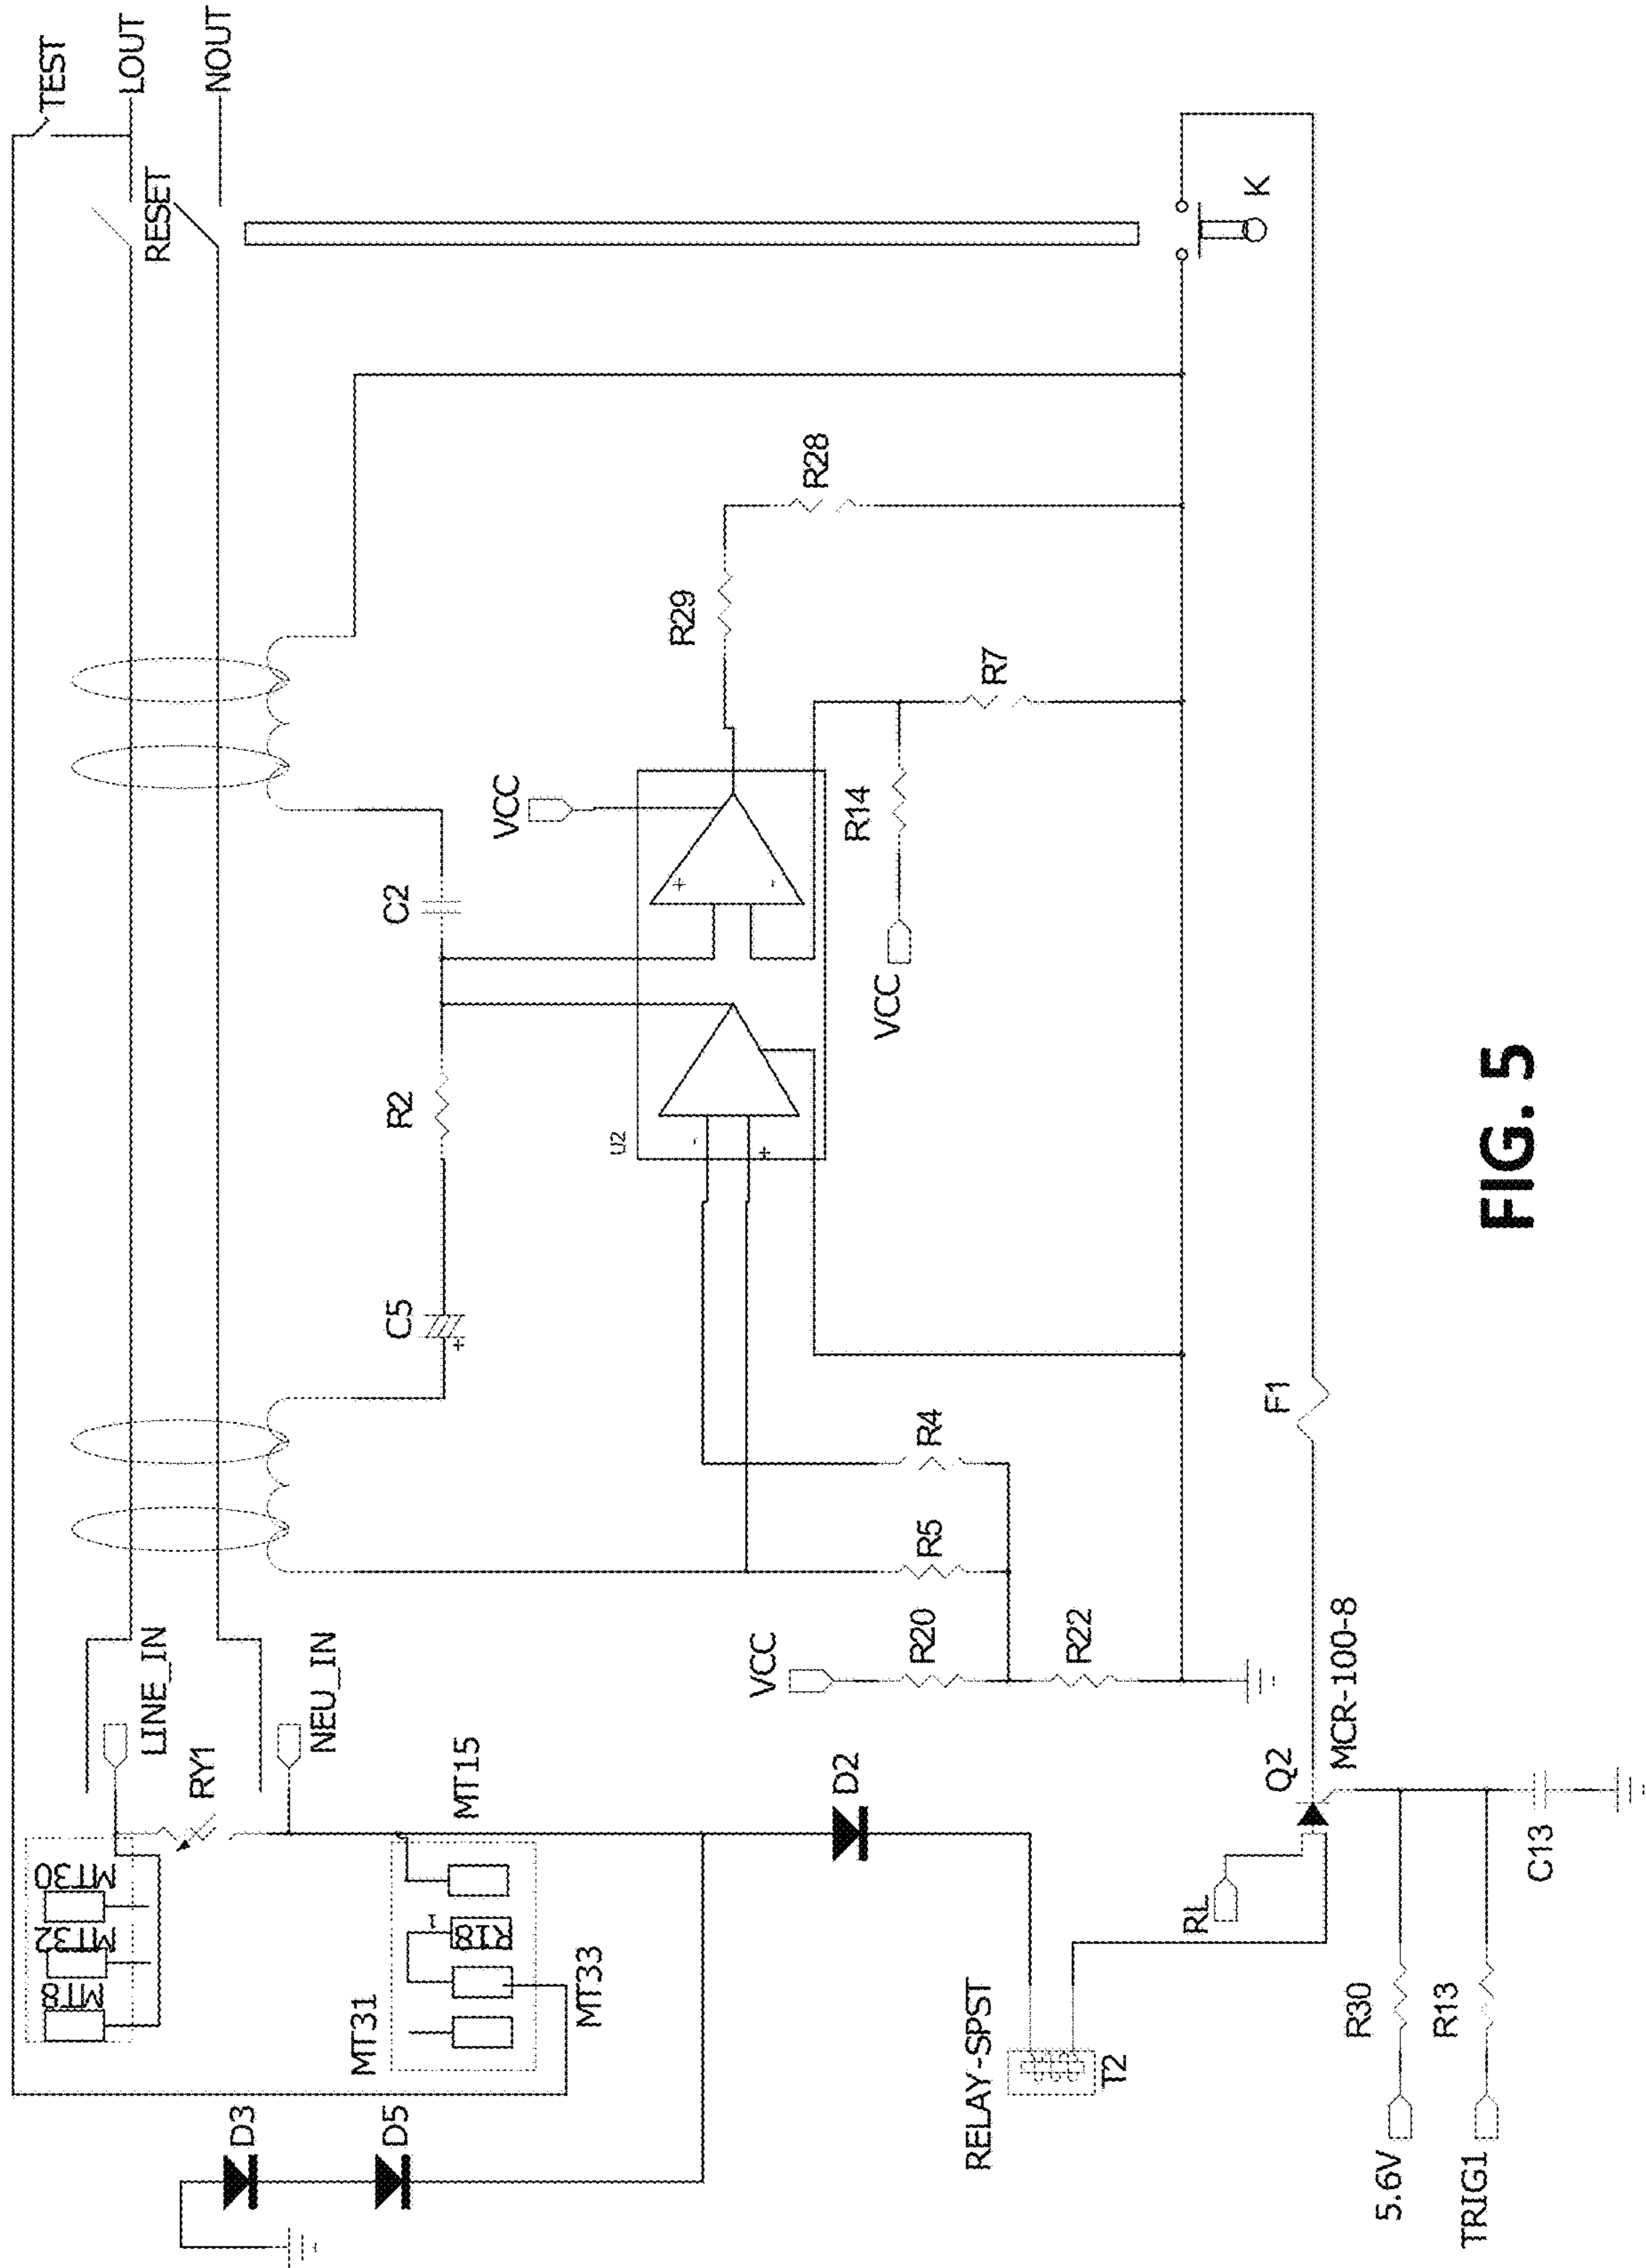 TEST
LOUT
NOUT
RESET
K
R28
R29
R7
VCC
R14
C2
VCC
R2
U2
+
-
-
+
C5
+
F1
R4
R5
R20
R22
VCC
LINE_IN
NEU_IN
RY1
MT15
D2
Q2
MCR-100-8
C13
MT30
MT32
MT8
R18
1
MT33
MT31
RL
R30
R13
RELAY-SPST
T2
D3
D5
5.6V
TRIG1
FIG. 5